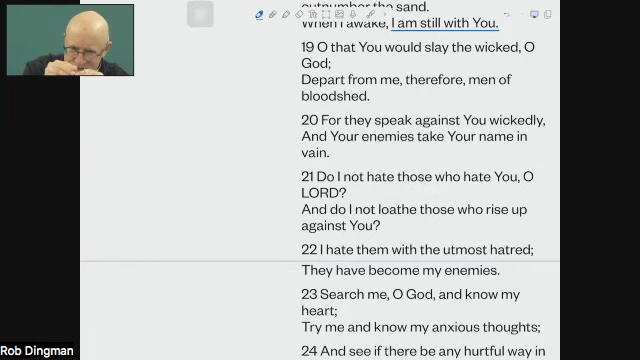 outnumber the sand.
When I awake, I am still with You.
19 O that You would slay the wicked, O
God;
Depart from me, therefore, men of
bloodshed.
20 For they speak against You wickedly,
And Your enemies take Your name in
vain.
21 Do I not hate those who hate You, O
LORD?
And do I not loathe those who rise up
against You?
22 I hate them with the utmost hatred;
They have become my enemies.
23 Search me, O God, and know my
heart;
Try me and know my anxious thoughts;
24 And see if there be any hurtful way in
Rob Dingman